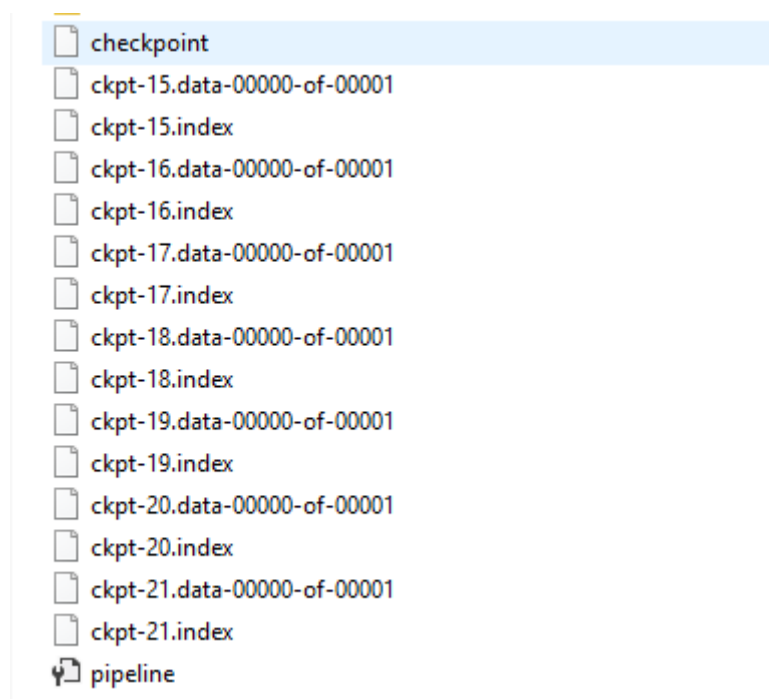 checkpoint
ckpt-15.data-00000-of-00001
ckpt-15.index
ckpt-16.data-00000-of-00001
ckpt-16.index
ckpt-17.data-00000-of-00001
ckpt-17.index
ckpt-18.data-00000-of-00001
ckpt-18.index
ckpt-19.data-00000-of-00001
ckpt-19.index
ckpt-20.data-00000-of-00001
ckpt-20.index
ckpt-21.data-00000-of-00001
ckpt-21.index
pipeline